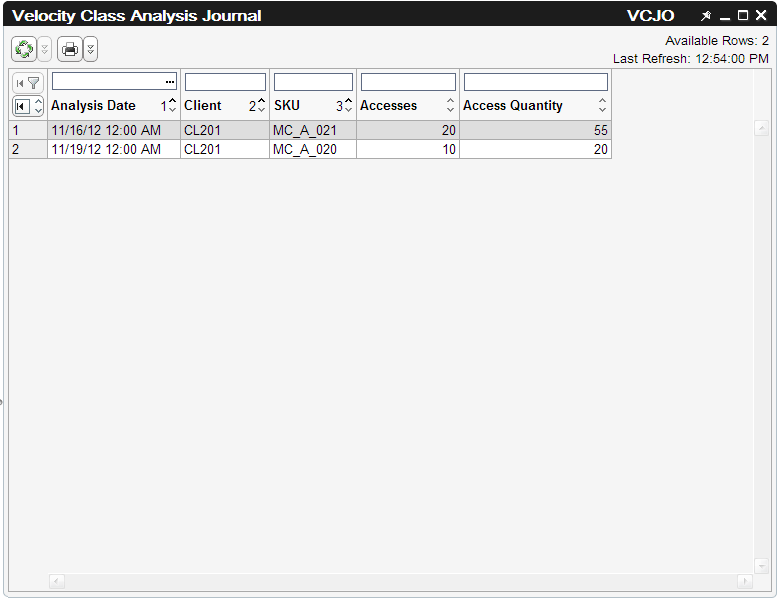 Velocity Class Analysis Journal VCJO
Available Rows: 2
Last Refresh: 12:54:00 PM
...
Analysis Date 1 Client 2 SKU 3 Accesses Access Quantity
1 11/16/12 12:00 AM CL201 MC_A_021 20 55
2 11/19/12 12:00 AM CL201 MC_A_020 10 20